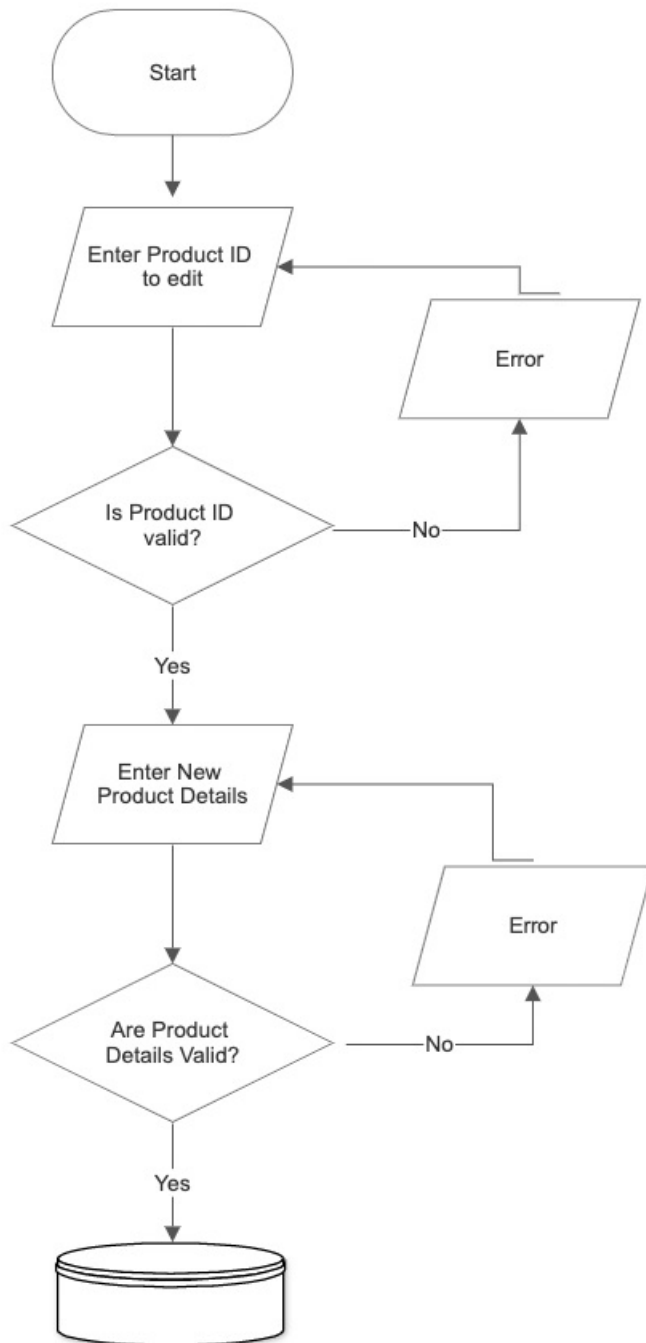 Start
Enter Product ID
to edit
Error
Is Product ID
valid?
No
Yes
Enter New
Product Details
Error
Are Product
Details Valid?
No
Yes